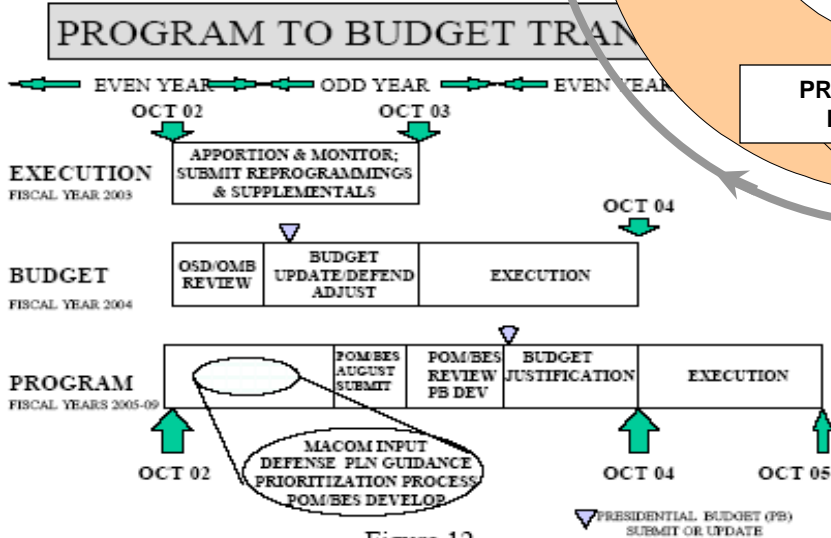 PROGRAM TO BUDGET TRAN
EVEN YEAR
ODD YEAR
EVEN YEAR
OCT 02
OCT 03
EXECUTION
FISCAL YEAR 2003
APPORTION & MONITOR;
SUBMIT REPROGRAMMINGS
& SUPPLEMENTALS
OCT 04
BUDGET
FISCAL YEAR 2004
OSD/OMB
REVIEW
BUDGET
UPDATE/DEFEND
ADJUST
EXECUTION
PROGRAM
FISCAL YEARS 2005-09
POM/BES
AUGUST
SUBMIT
POM/BES
REVIEW
PB DEV
BUDGET
JUSTIFICATION
EXECUTION
OCT 02
MACOM INPUT
DEFENSE PLN GUIDANCE
PRIORITIZATION PROCESS
POM/BES DEVELOP
OCT 04
OCT 05
PRESIDENTIAL BUDGET (PB)
SUBMIT OR UPDATE
PR